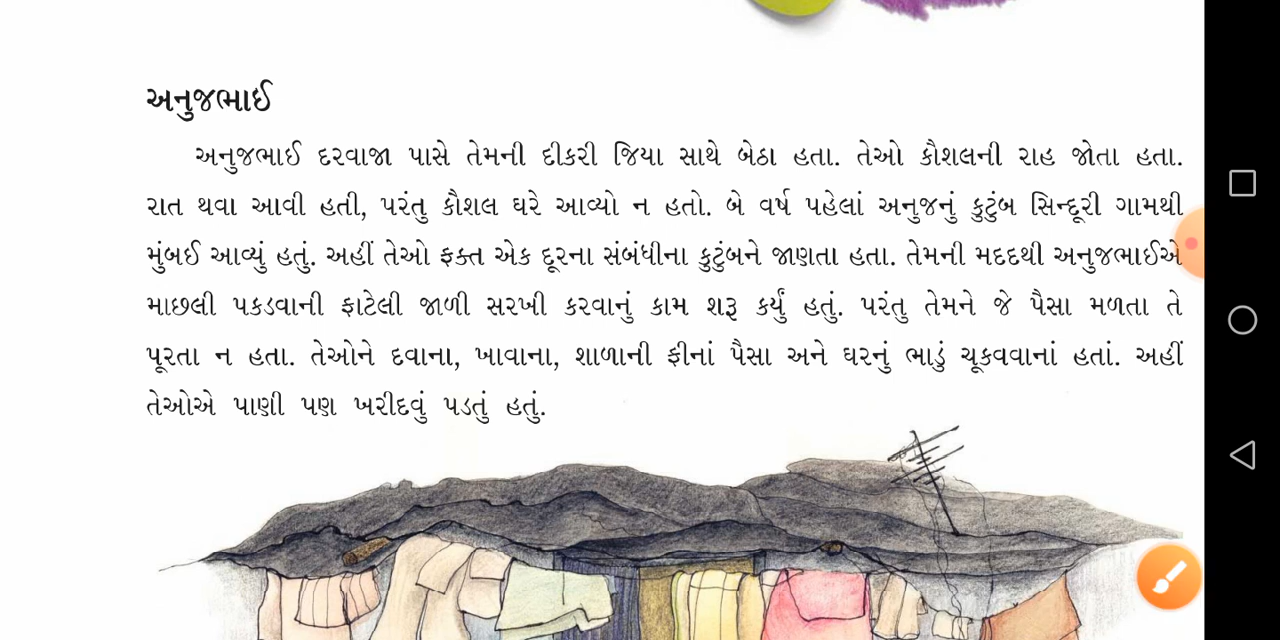 અનુજભાઈ
અનુજભાઈ દરવાજા પાસે તેમની દીકરી જિયા સાથે બેઠા હતા. તેઓ કૌશલની રાહ જોતા હતા.
રાત થવા આવી હતી, પરંતુ કૌશલ ઘરે આવ્યો ન હતો. બે વર્ષ પહેલાં અનુજનું કુટુંબ સિન્દૂરી ગામથી
મુંબઈ આવ્યું હતું. અહીં તેઓ ફક્ત એક દૂરના સંબંધીના કુટુંબને જાણતા હતા. તેમની મદદથી અનુજભાઈએ
માછલી પકડવાની ફાટેલી જાળી સરખી કરવાનું કામ શરૂ કર્યું હતું. પરંતુ તેમને જે પૈસા મળતા તે
પૂરતા ન હતા. તેઓને દવાના, ખાવાના, શાળાની ફીનાં પૈસા અને ઘરનું ભાડું ચૂકવવાનાં હતાં. અહીં
તેઓએ પાણી પણ ખરીદવું પડતું હતું.